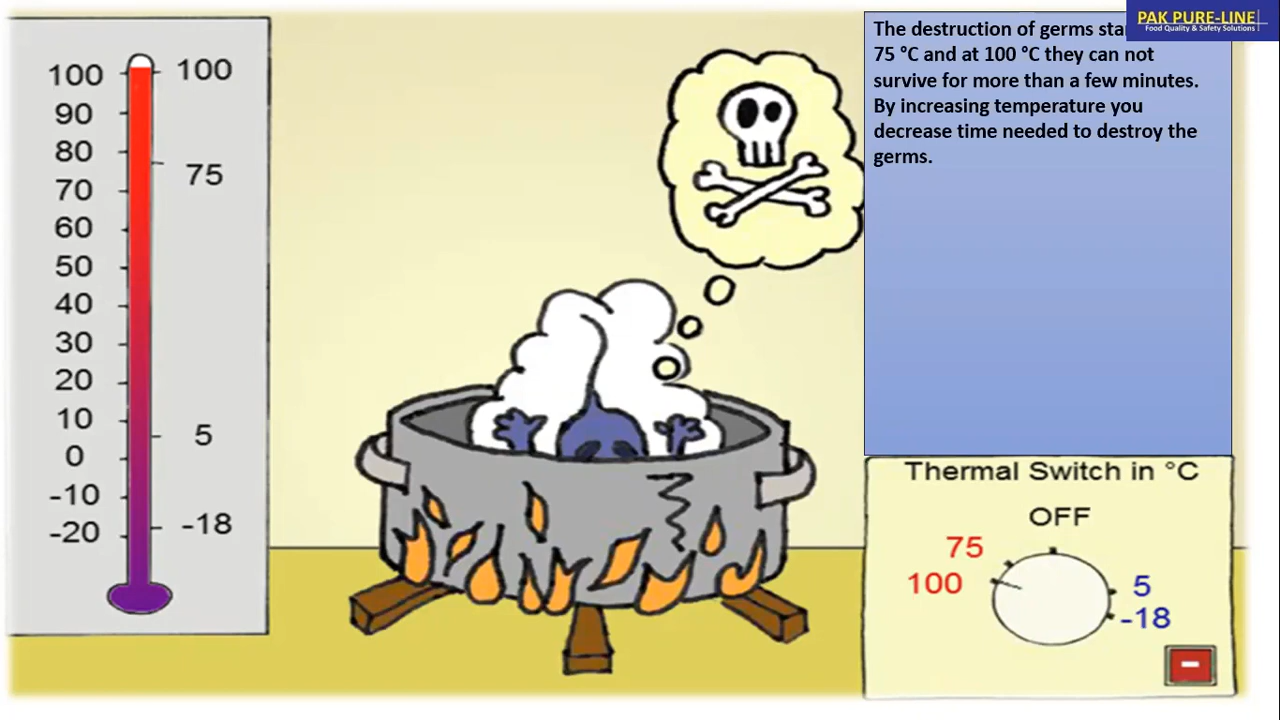 PAK PURE-LINE
Food Quality & Safety Solutions
The destruction of germs
75 °C and at 100 °C they can not
survive for more than a few minutes.
By increasing temperature you
decrease time needed to destroy the
germs.
100
90
80
70
60
50
40
30
20
10
0
-10
-20
100
75
5
-18
Thermal Switch in °C
OFF
75
100
5
-18